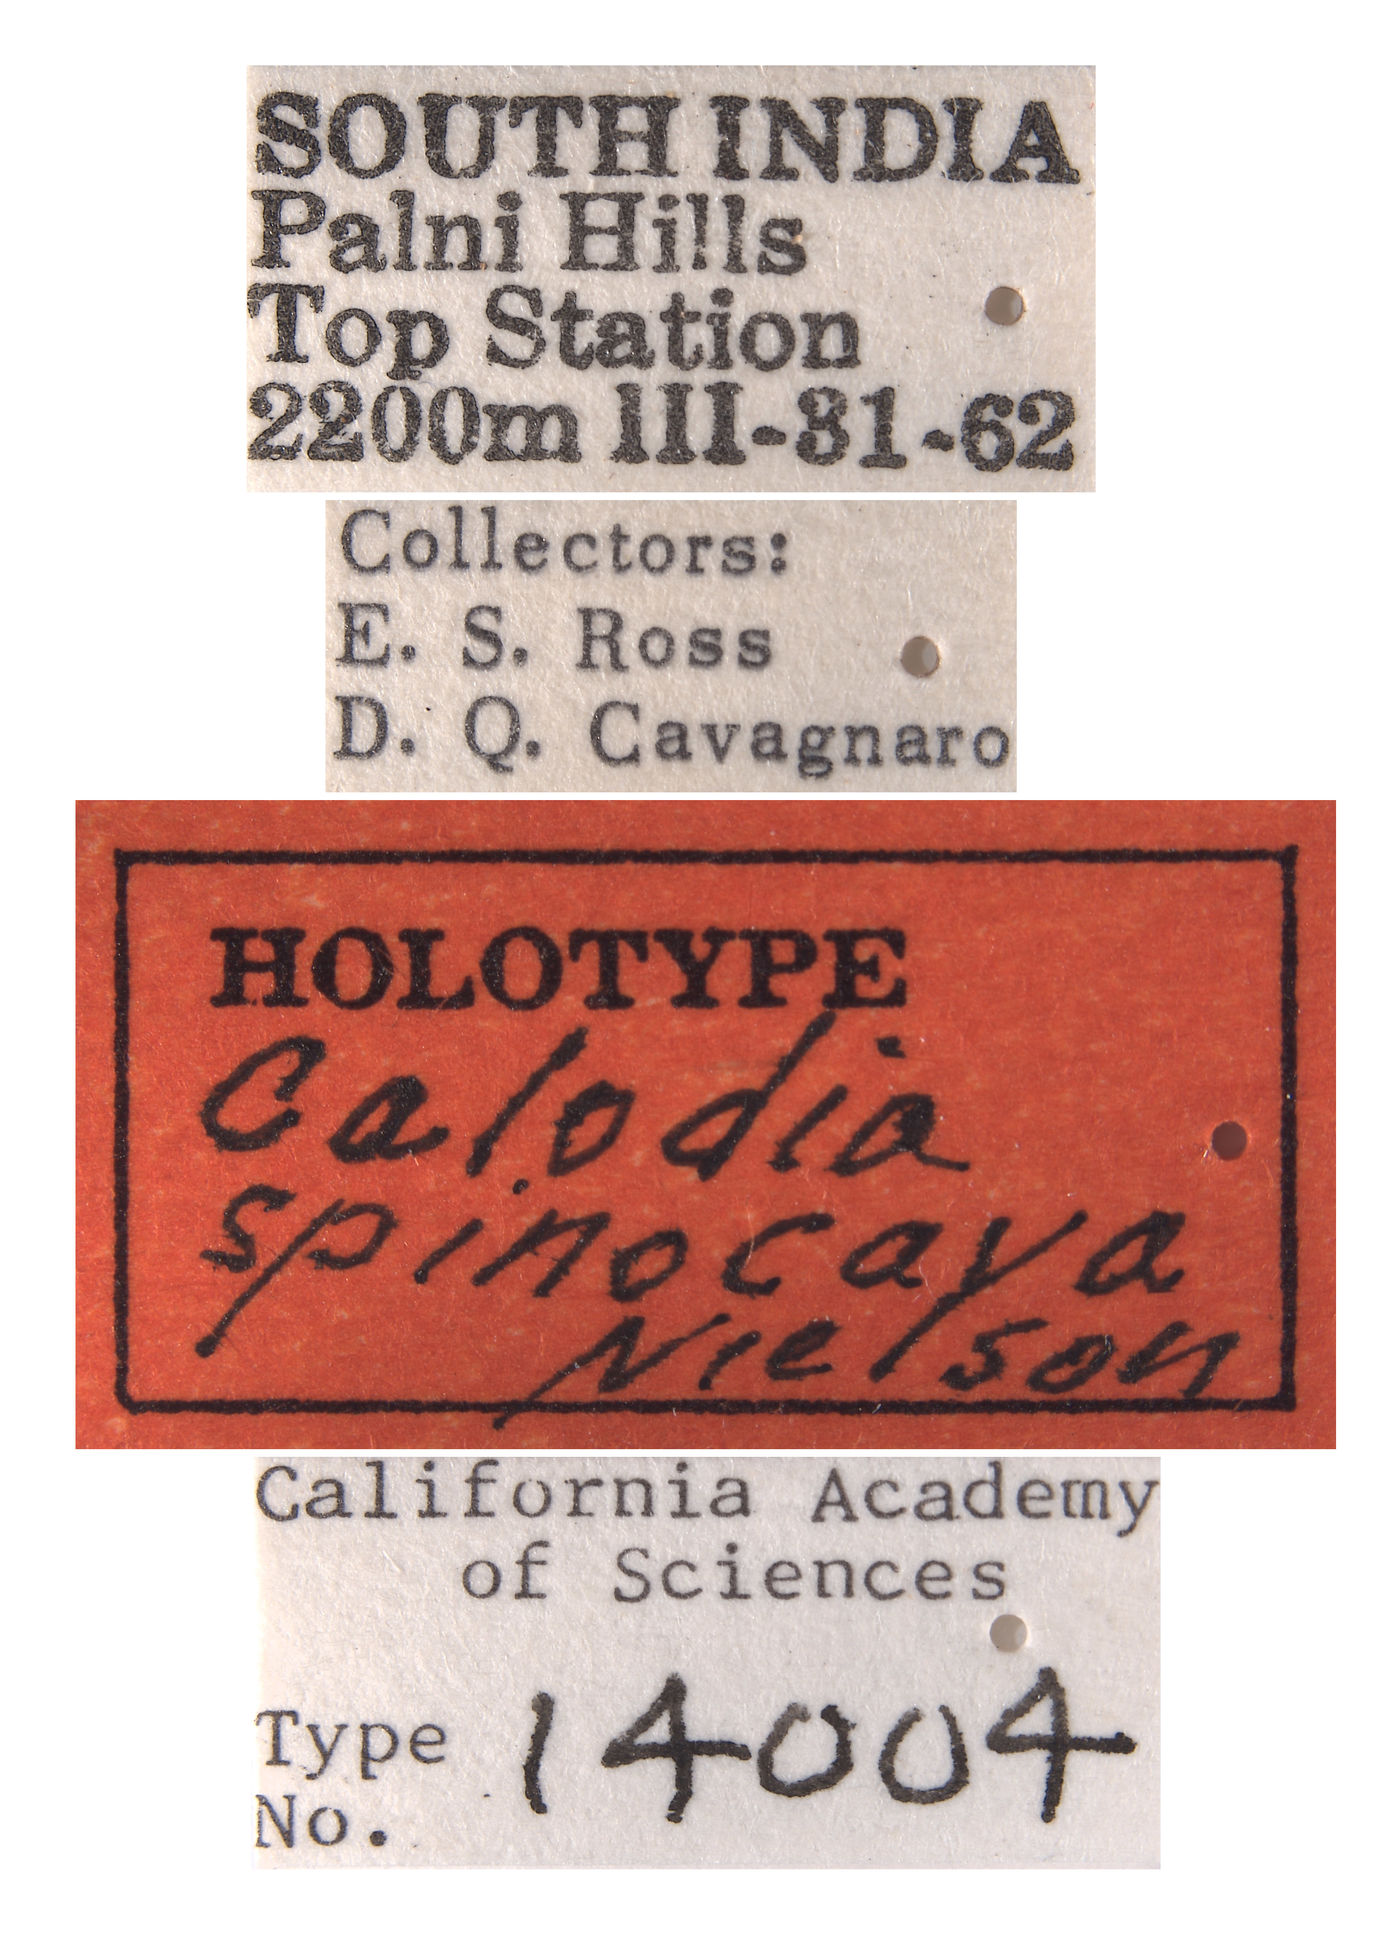 SOUTH INDIA
Palni Hills
Top Station
2200m III-31-62
Collectors:
E. S. Ross
D. Q. Cavagnaro
HOLOTYPE
Calodia
spinocava
Nielson
California Academy
of Sciences
Type
No. 14004